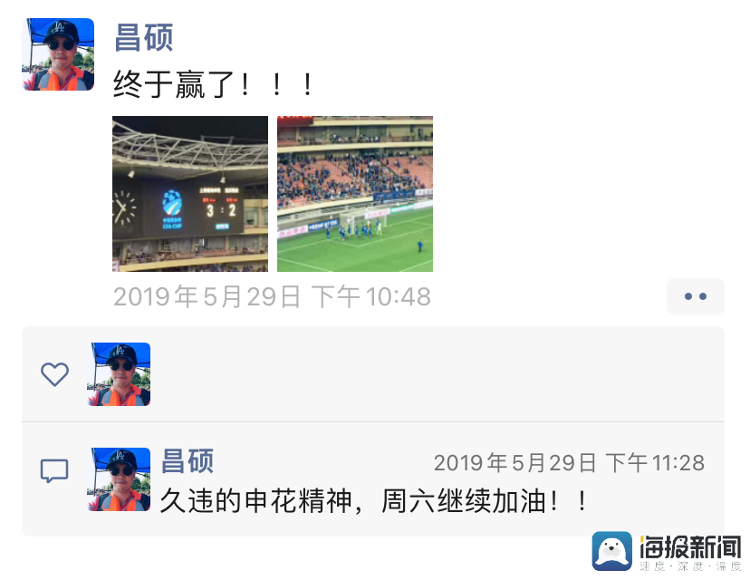 昌硕
终于赢了！！！
3 : 2
CFA CUP
2019年5月29日 下午10:48
昌硕
2019年5月29日 下午11:28
久违的申花精神，周六继续加油！！
海报新闻
速度·深度·温度